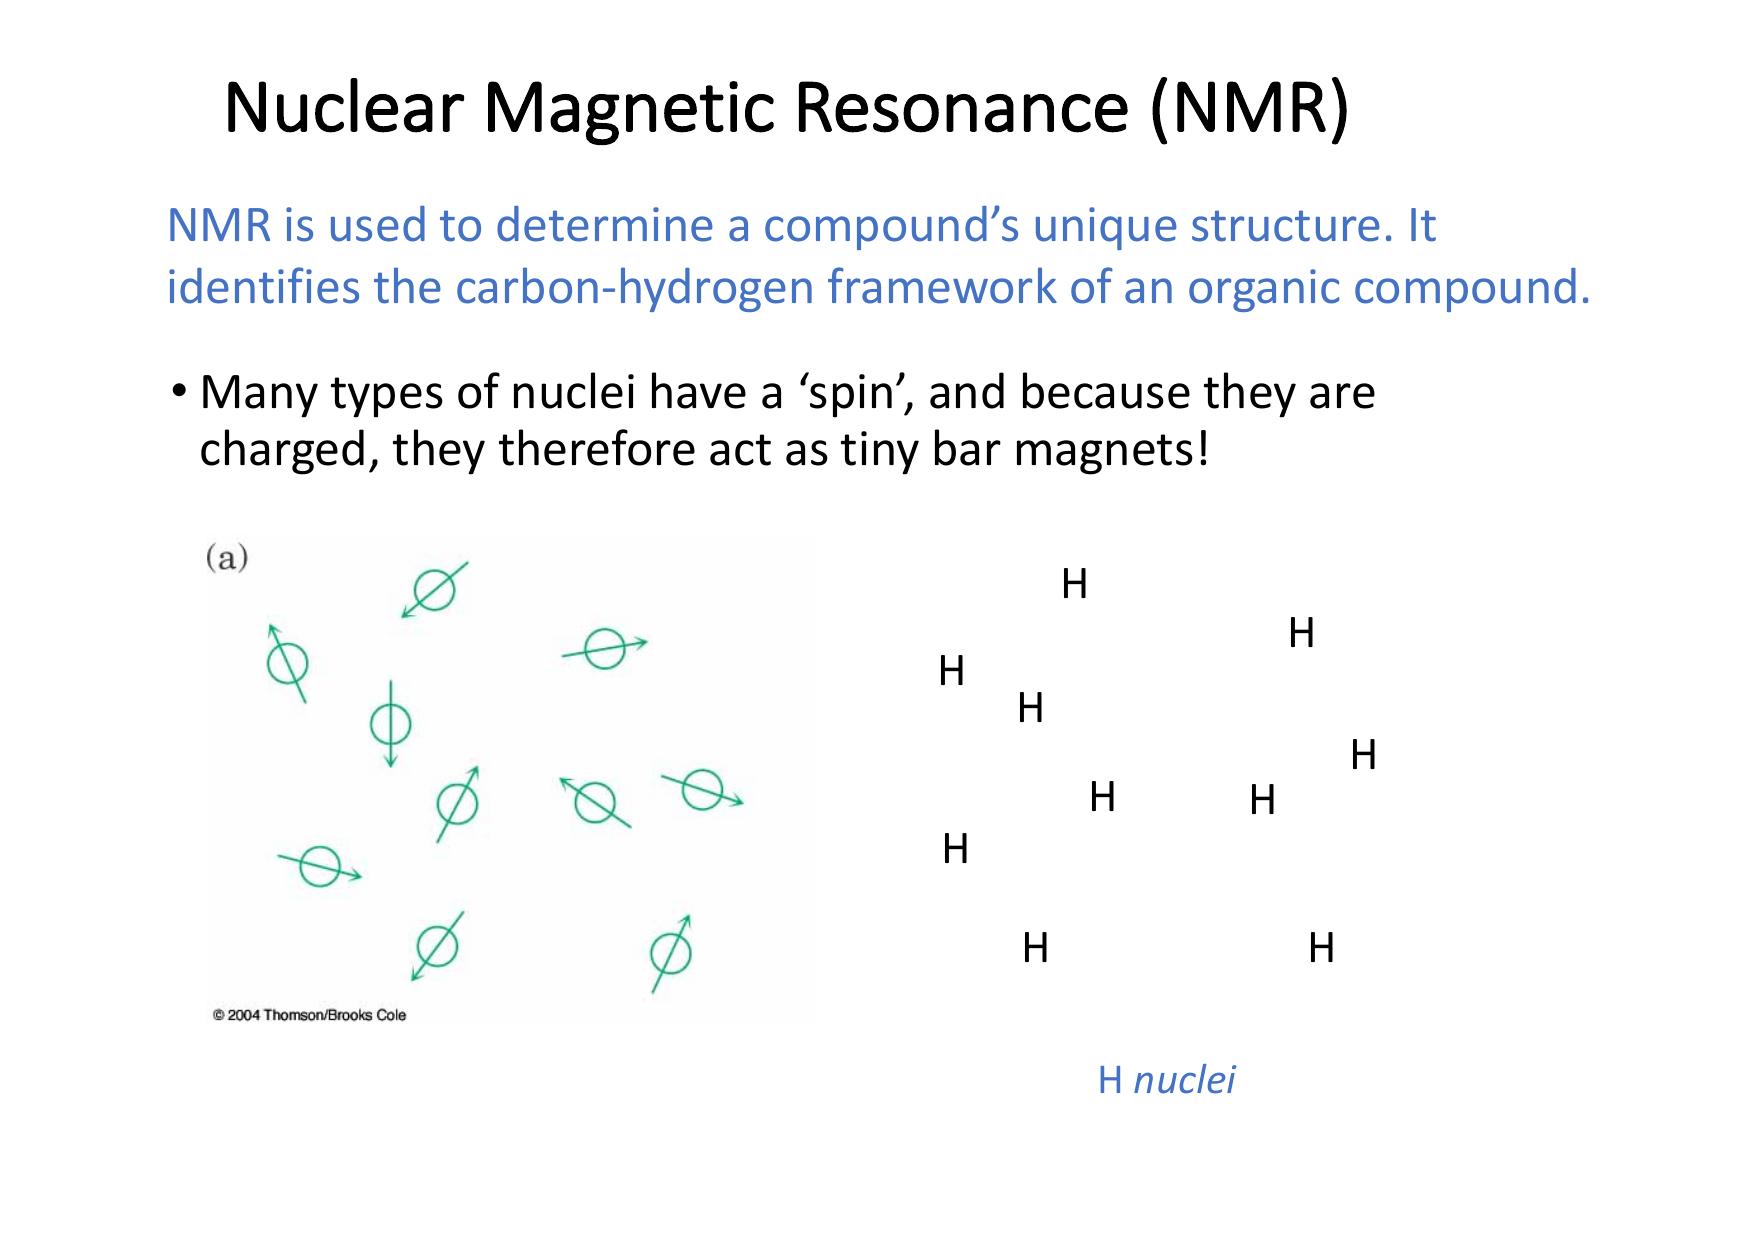 Nuclear Magnetic Resonance (NMR)
NMR is used to determine a compound’s unique structure. It
identifies the carbon-hydrogen framework of an organic compound.
• Many types of nuclei have a ‘spin’, and because they are
charged, they therefore act as tiny bar magnets!
(a)
© 2004 Thomson/Brooks Cole
H
H
H
H
H
H
H
H
H
H
H nuclei